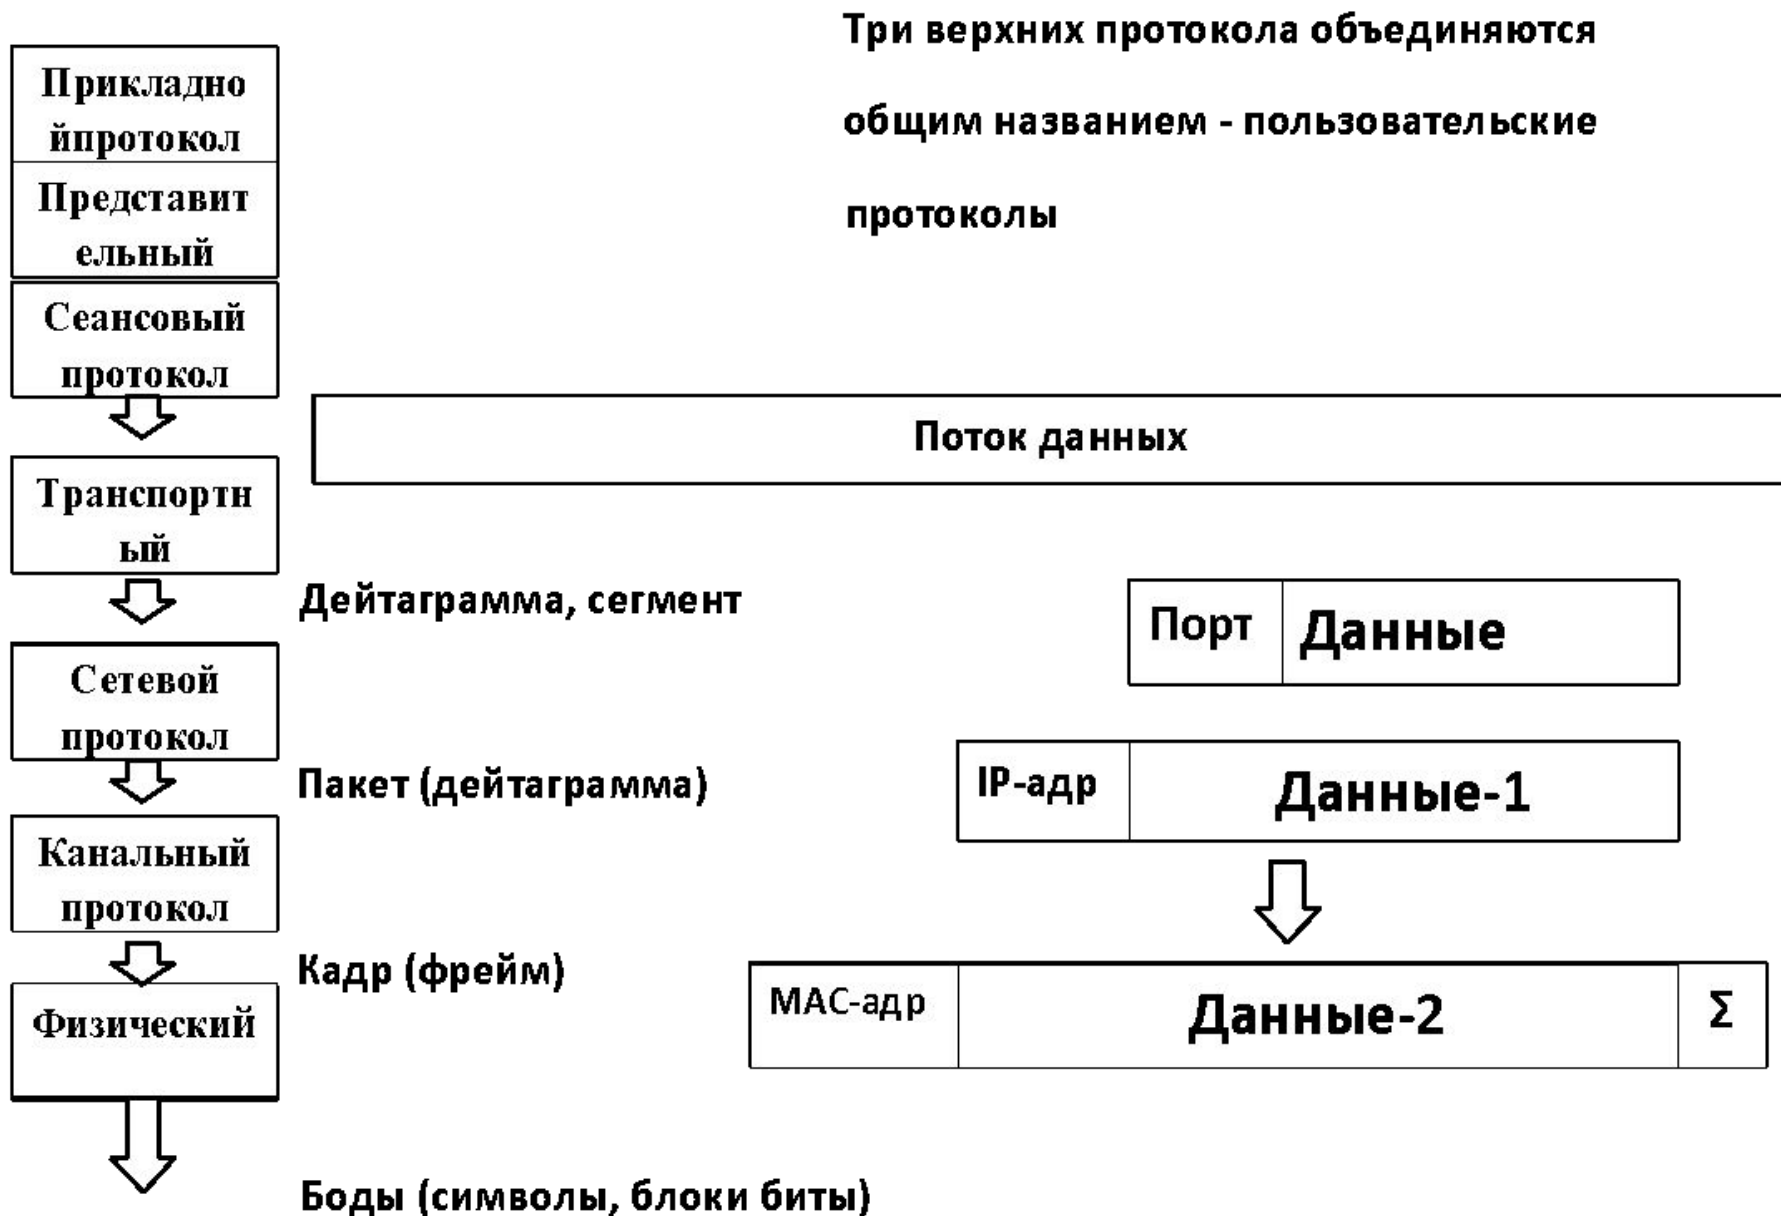 Три верхних протокола объединяются
общим названием - пользовательские
протоколы
Прикладно
йпротокол
Представит
ельный
Сеансовый
протокол
Поток данных
Транспортн
ый
Дейтаграмма, сегмент
Порт Данные
Сетевой
протокол
Пакет (дейтаграмма)
IP-адр Данные-1
Канальный
протокол
Кадр (фрейм)
МАС-адр Данные-2 Σ
Физический
Боды (символы, блоки биты)